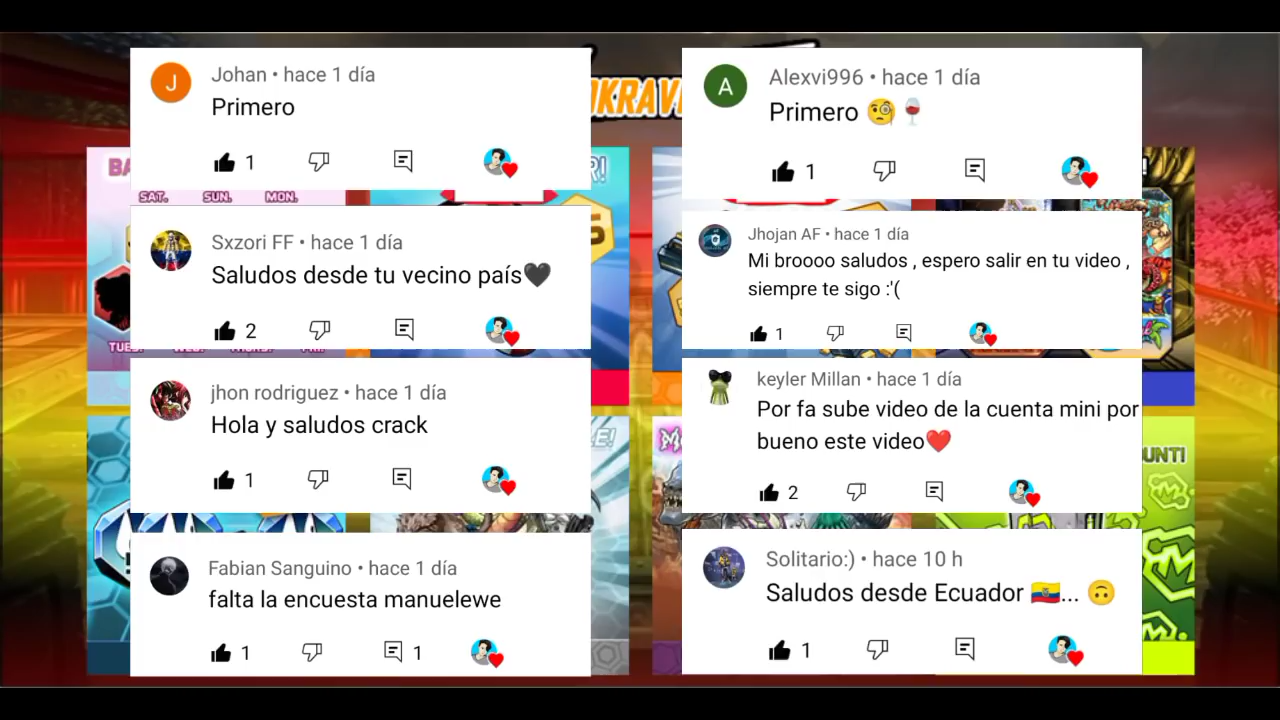 Johan • hace 1 día
Primero
1
Sxzori FF • hace 1 día
Saludos desde tu vecino país🖤
2
jhon rodriguez • hace 1 día
Hola y saludos crack
1
Fabian Sanguino • hace 1 día
falta la encuesta manuelewe
1 1
Alexvi996 • hace 1 día
Primero 🧐🍷
1
Jhojan AF • hace 1 día
Mi broooo saludos , espero salir en tu video ,
siempre te sigo :'(
1
keyler Millan • hace 1 día
Por fa sube video de la cuenta mini por
bueno este video❤️
2
Solitario:) • hace 10 h
Saludos desde Ecuador 🇪🇨... 🙃
1
SAT. SUN. MON.